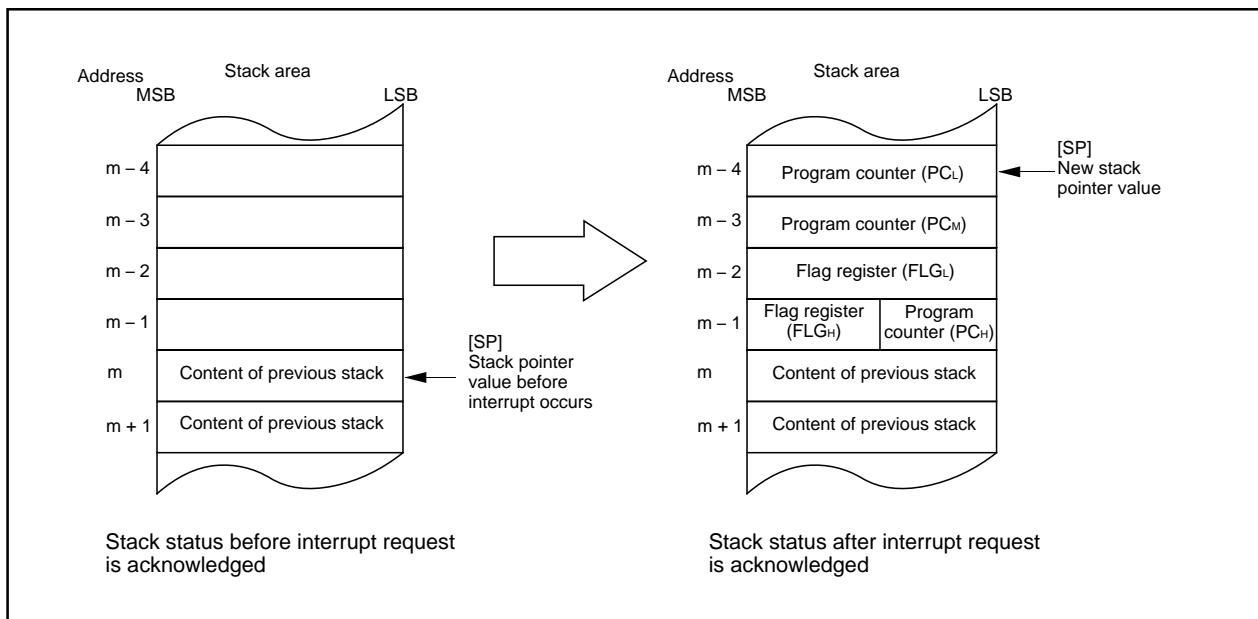 Address
Stack area
MSB
LSB
m – 4
m – 3
m – 2
m – 1
m
Content of previous stack
m + 1
Content of previous stack
[SP]
Stack pointer
value before
interrupt occurs
Stack status before interrupt request
is acknowledged
Address
Stack area
MSB
LSB
m – 4
Program counter (PCL)
m – 3
Program counter (PCM)
m – 2
Flag register (FLGL)
m – 1
Flag register
(FLGH)
Program
counter (PCH)
m
Content of previous stack
m + 1
Content of previous stack
[SP]
New stack
pointer value
Stack status after interrupt request
is acknowledged